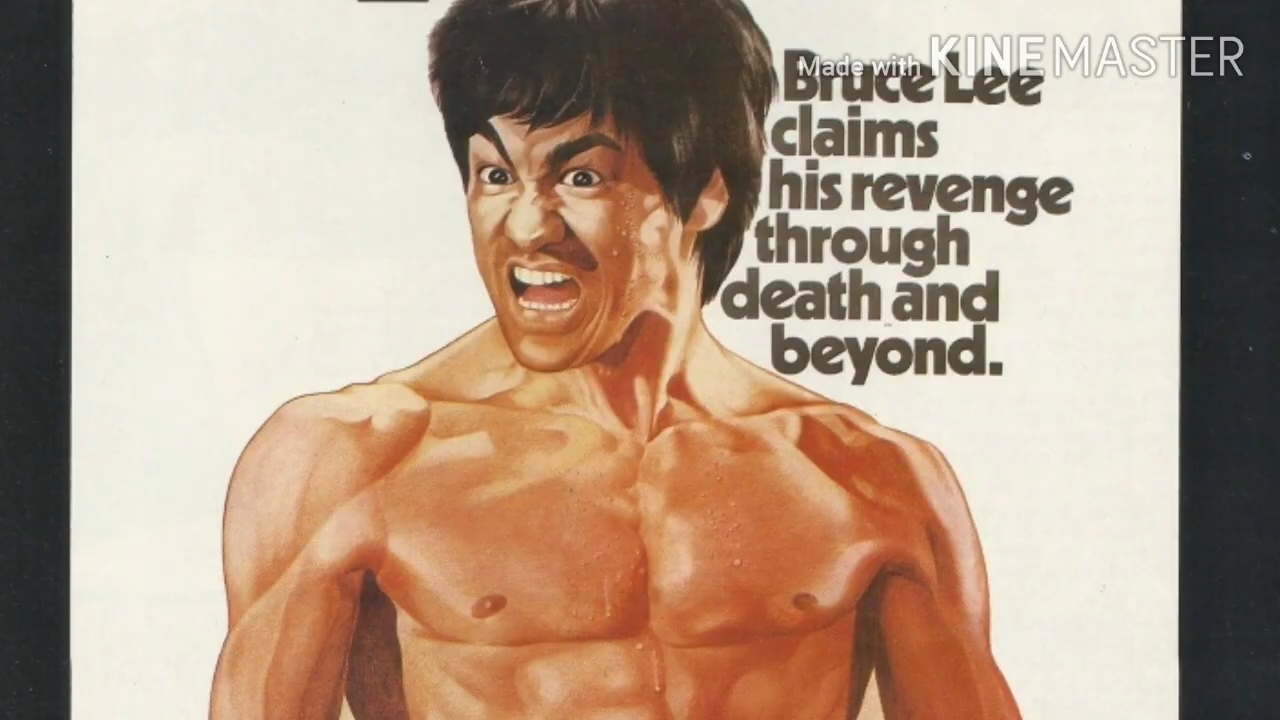 Made with KINEMASTER
Bruce Lee
claims
his revenge
through
death and
beyond.